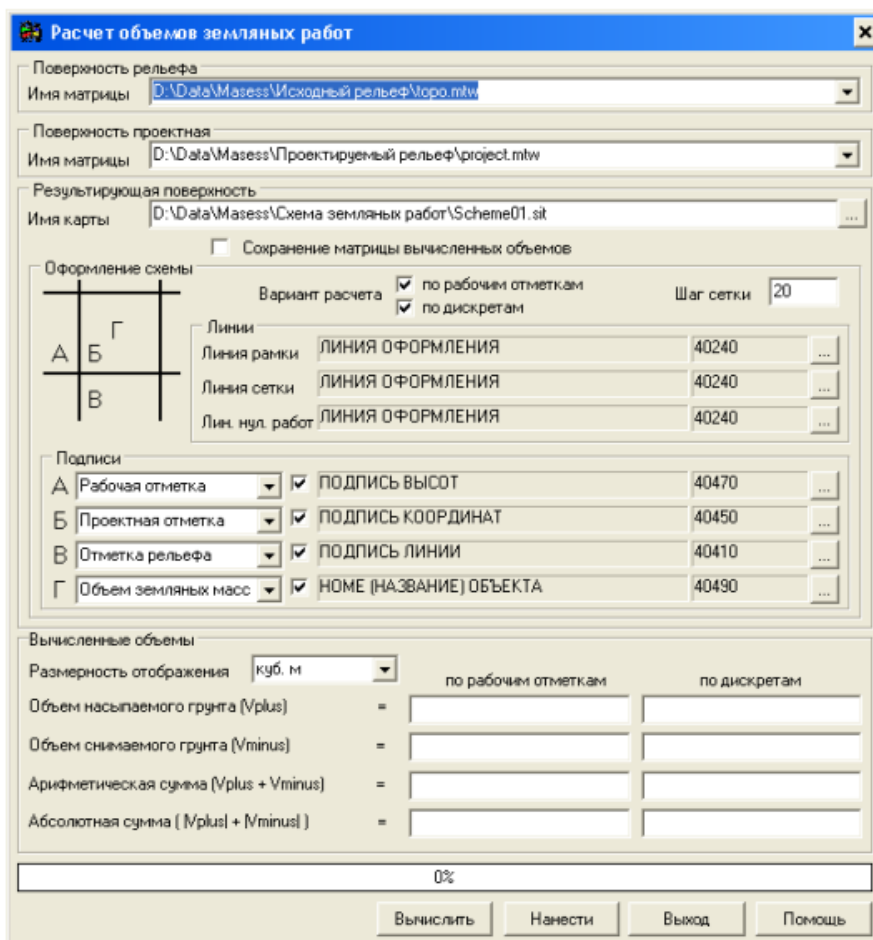 Расчет объемов земляных работ
Поверхность рельефа
Имя матрицы D:\Data\Masess\Исходный рельеф\topo.mtw
Поверхность проектная
Имя матрицы D:\Data\Masess\Проектируемый рельеф\project.mtw
Результирующая поверхность
Имя карты D:\Data\Masess\Схема земляных работ\Scheme01.sit ...
Сохранение матрицы вычисленных объемов
Оформление схемы
Вариант расчета по рабочим отметкам Шаг сетки 20
по дискретам
А Б Г
В
Линии
Линия рамки ЛИНИЯ ОФОРМЛЕНИЯ 40240 ...
Линия сетки ЛИНИЯ ОФОРМЛЕНИЯ 40240 ...
Лин. нул. работ ЛИНИЯ ОФОРМЛЕНИЯ 40240 ...
Подписи
А Рабочая отметка ПОДПИСЬ ВЫСОТ 40470 ...
Б Проектная отметка ПОДПИСЬ КООРДИНАТ 40450 ...
В Отметка рельефа ПОДПИСЬ ЛИНИИ 40410 ...
Г Объем земляных масс НОМЕ (НАЗВАНИЕ) ОБЪЕКТА 40490 ...
Вычисленные объемы
Размерность отображения куб. м по рабочим отметкам по дискретам
Объем насыпаемого грунта (Vplus) =
Объем снимаемого грунта (Vminus) =
Арифметическая сумма (Vplus + Vminus) =
Абсолютная сумма ( |Vplus| + |Vminus| ) =
0%
Вычислить Нанести Выход Помощь